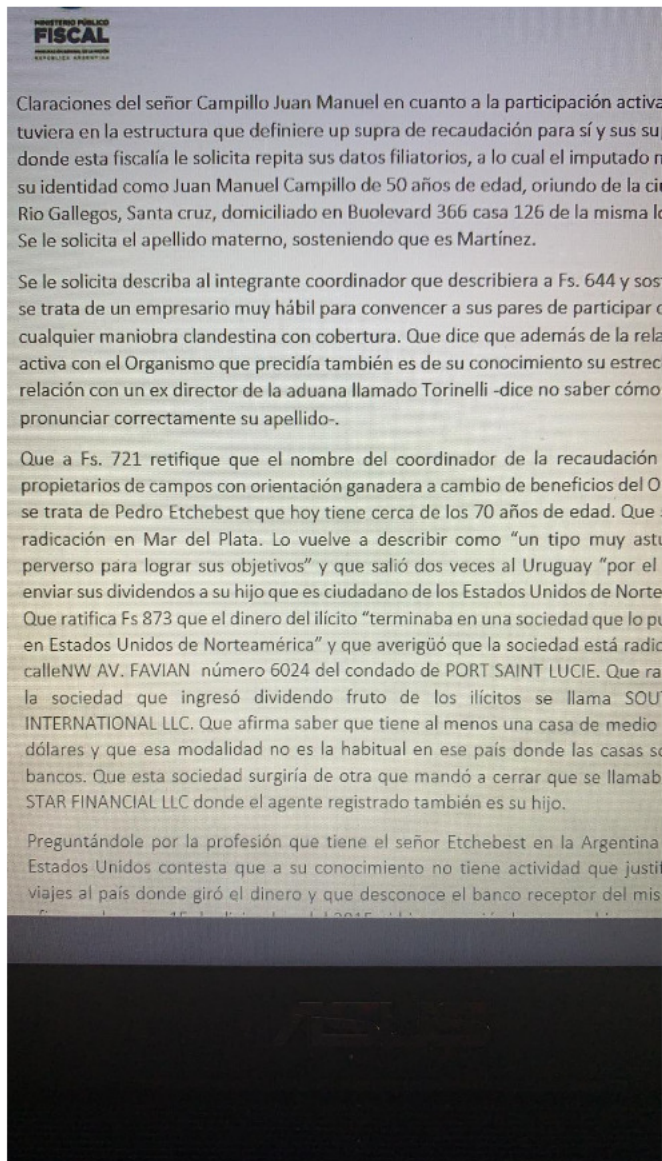 MINISTERIO PÚBLICO
FISCAL
PROCURACIÓN GENERAL DE LA NACIÓN
REPÚBLICA ARGENTINA
Claraciones del señor Campillo Juan Manuel en cuanto a la participación activa
tuviera en la estructura que definiere up supra de recaudación para sí y sus su
donde esta fiscalía le solicita repita sus datos filiatorios, a lo cual el imputado
su identidad como Juan Manuel Campillo de 50 años de edad, oriundo de la
Rio Gallegos, Santa cruz, domiciliado en Buolevard 366 casa 126 de la misma
Se le solicita el apellido materno, sosteniendo que es Martínez.
Se le solicita describa al integrante coordinador que describiera a Fs. 644 y sos
se trata de un empresario muy hábil para convencer a sus pares de participar
cualquier maniobra clandestina con cobertura. Que dice que además de la rela
activa con el Organismo que precidía también es de su conocimiento su estrec
relación con un ex director de la aduana llamado Torinelli -dice no saber cómo
pronunciar correctamente su apellido-.
Que a Fs. 721 retifique que el nombre del coordinador de la recaudación
propietarios de campos con orientación ganadera a cambio de beneficios del O
se trata de Pedro Etchebest que hoy tiene cerca de los 70 años de edad. Que
radicación en Mar del Plata. Lo vuelve a describir como “un tipo muy astu
perverso para lograr sus objetivos” y que salió dos veces al Uruguay “por el
enviar sus dividendos a su hijo que es ciudadano de los Estados Unidos de Norte
Que ratifica Fs 873 que el dinero del ilícito “terminaba en una sociedad que lo pu
en Estados Unidos de Norteamérica” y que averigüó que la sociedad está radic
calleNW AV. FAVIAN número 6024 del condado de PORT SAINT LUCIE. Que ra
la sociedad que ingresó dividendo fruto de los ilícitos se llama SOU
INTERNATIONAL LLC. Que afirma saber que tiene al menos una casa de medio
dólares y que esa modalidad no es la habitual en ese país donde las casas so
bancos. Que esta sociedad surgiría de otra que mandó a cerrar que se llamab
STAR FINANCIAL LLC donde el agente registrado también es su hijo.
Preguntándole por la profesión que tiene el señor Etchebest en la Argentina
Estados Unidos contesta que a su conocimiento no tiene actividad que justif
viajes al país donde giró el dinero y que desconoce el banco receptor del mis